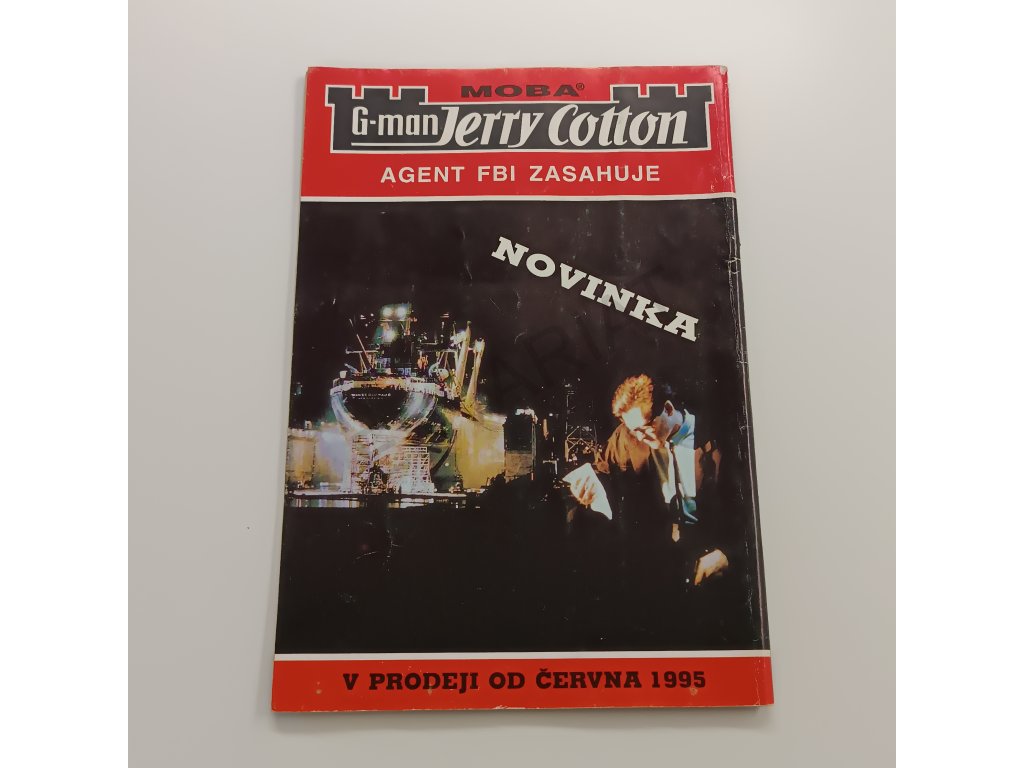 MOBA®
G-man Jerry Cotton
AGENT FBI ZASAHUJE
NOVINKA
V PRODEJI OD ČERVNA 1995